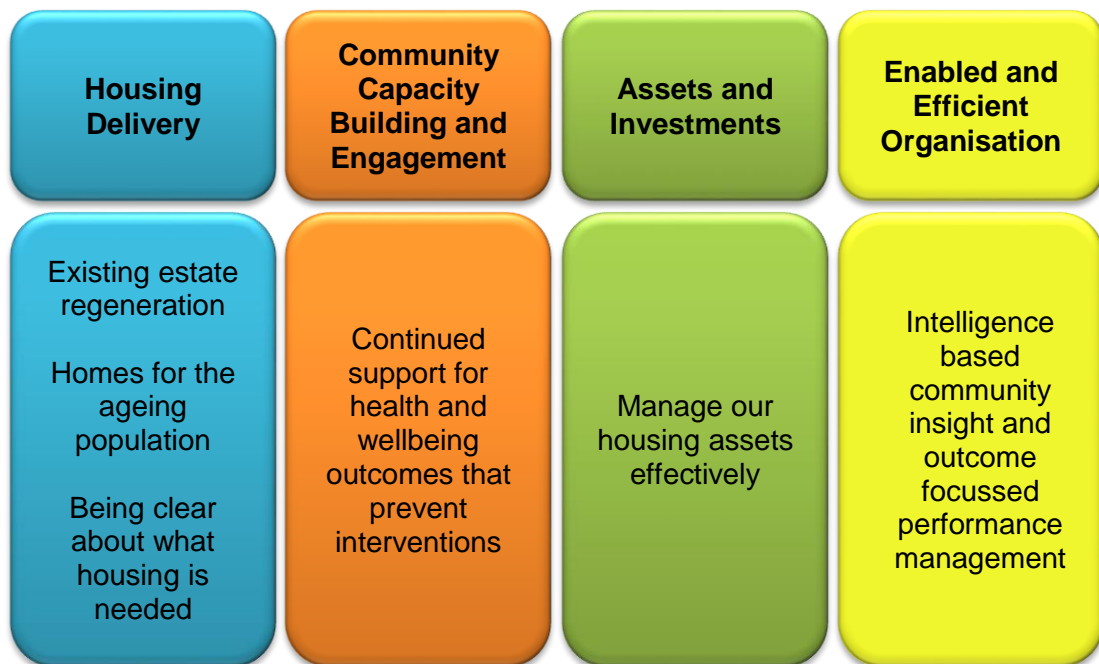 Housing
Delivery
Community
Capacity
Building and
Engagement
Assets and
Investments
Enabled and
Efficient
Organisation
Existing estate
regeneration
Homes for the
ageing
population
Being clear
about what
housing is
needed
Continued
support for
health and
wellbeing
outcomes that
prevent
interventions
Manage our
housing assets
effectively
Intelligence
based
community
insight and
outcome
focussed
performance
management